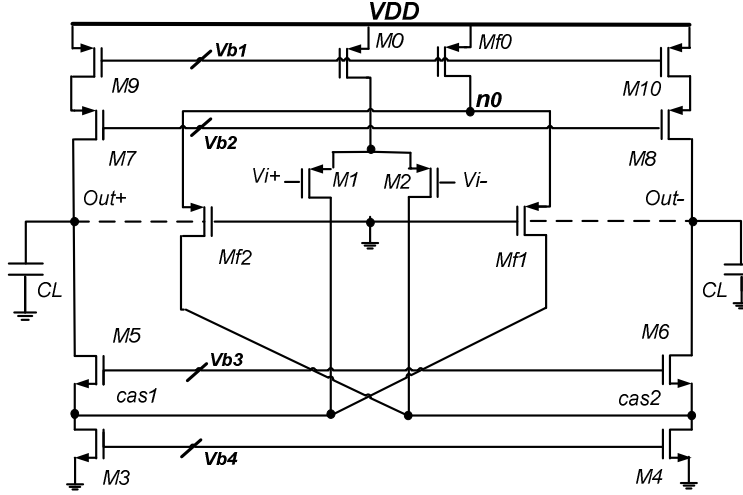 VDD
M0 Mf0
Vb1
M9 M10
n0
Vb2
M7 M8
Vi+ M1 M2 Vi-
Out+ Out-
Mf2 Mf1
CL CL
M5 M6
Vb3
cas1 cas2
Vb4
M3 M4